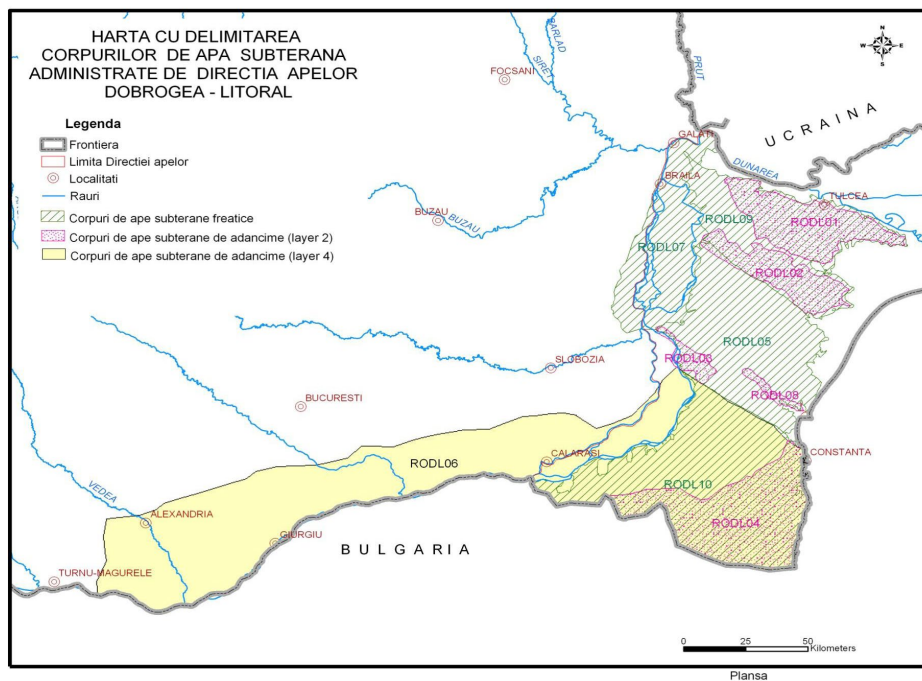 HARTA CU DELIMITAREA
CORPURILOR DE APA SUBTERANA
ADMINISTRATE DE DIRECTIA APELOR
DOBROGEA - LITORAL
Legenda
Frontiera
Limita Directiei apelor
Localitati
Rauri
Corpuri de ape subterane freatice
Corpuri de ape subterane de adancime (layer 2)
Corpuri de ape subterane de adancime (layer 4)
N
W E
S
BARLAD
SIRET
PRUT
FOCSANI
UCRAINA
GALATI
DUNAREA
BRAILA
TULCEA
BUZAU
BUZAU
RODL09
RODL01
RODL07
RODL02
RODL05
RODL03
SLOBOZIA
RODL08
BUCURESTI
CONSTANTA
CALARASI
RODL06
RODL10
VEDEA
ALEXANDRIA
RODL04
GIURGIU
BULGARIA
TURNU-MAGURELE
0 25 50
Kilometers
Plansa